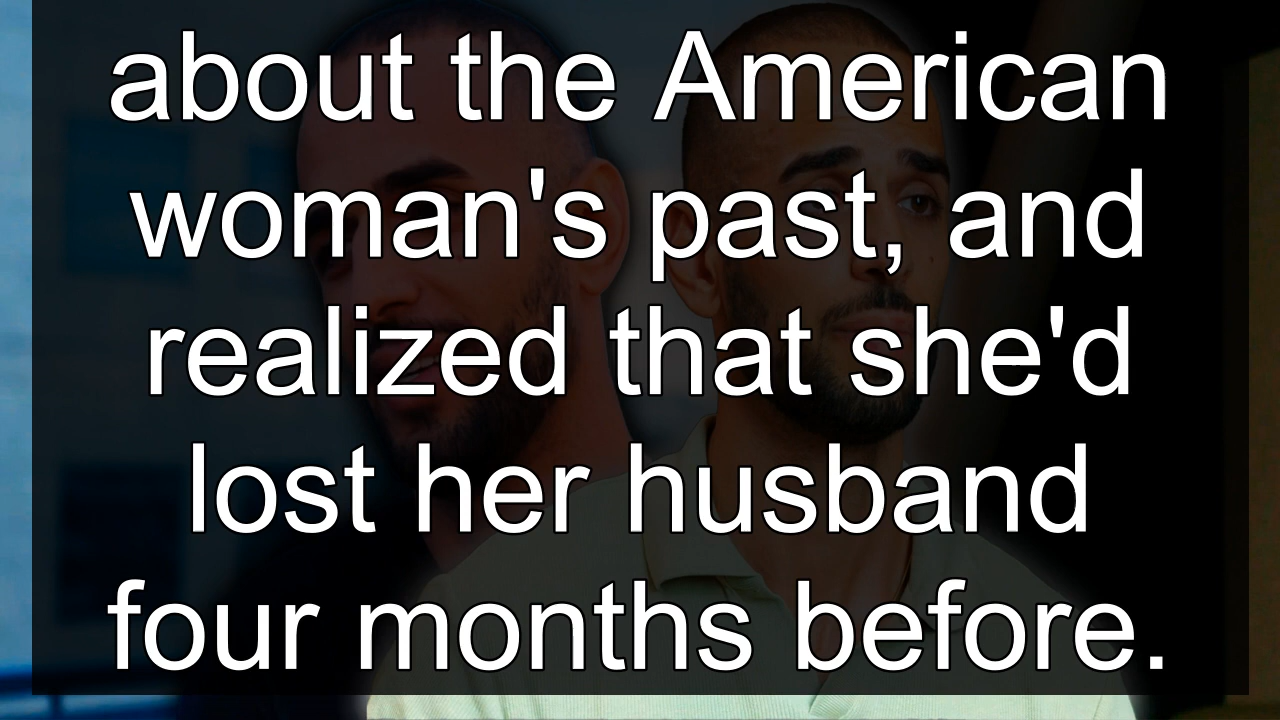 about the American
woman's past, and
realized that she'd
lost her husband
four months before.